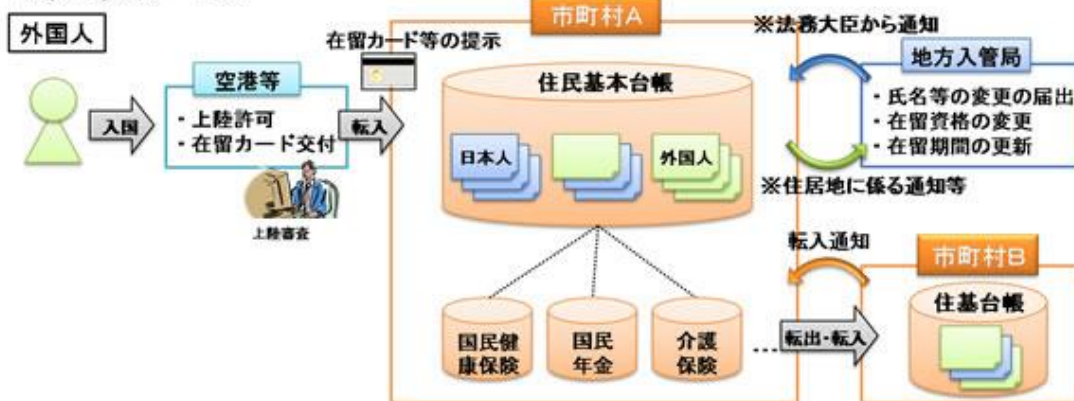 外国人
入国
空港等
・上陸許可
・在留カード交付
上陸審査
在留カード等の提示
転入
市町村A
住民基本台帳
日本人
外国人
国民健
康保険
国民
年金
介護
保険
※法務大臣から通知
地方入管局
・氏名等の変更の届出
・在留資格の変更
・在留期間の更新
※住居地に係る通知等
転入通知
転出・転入
市町村B
住基台帳